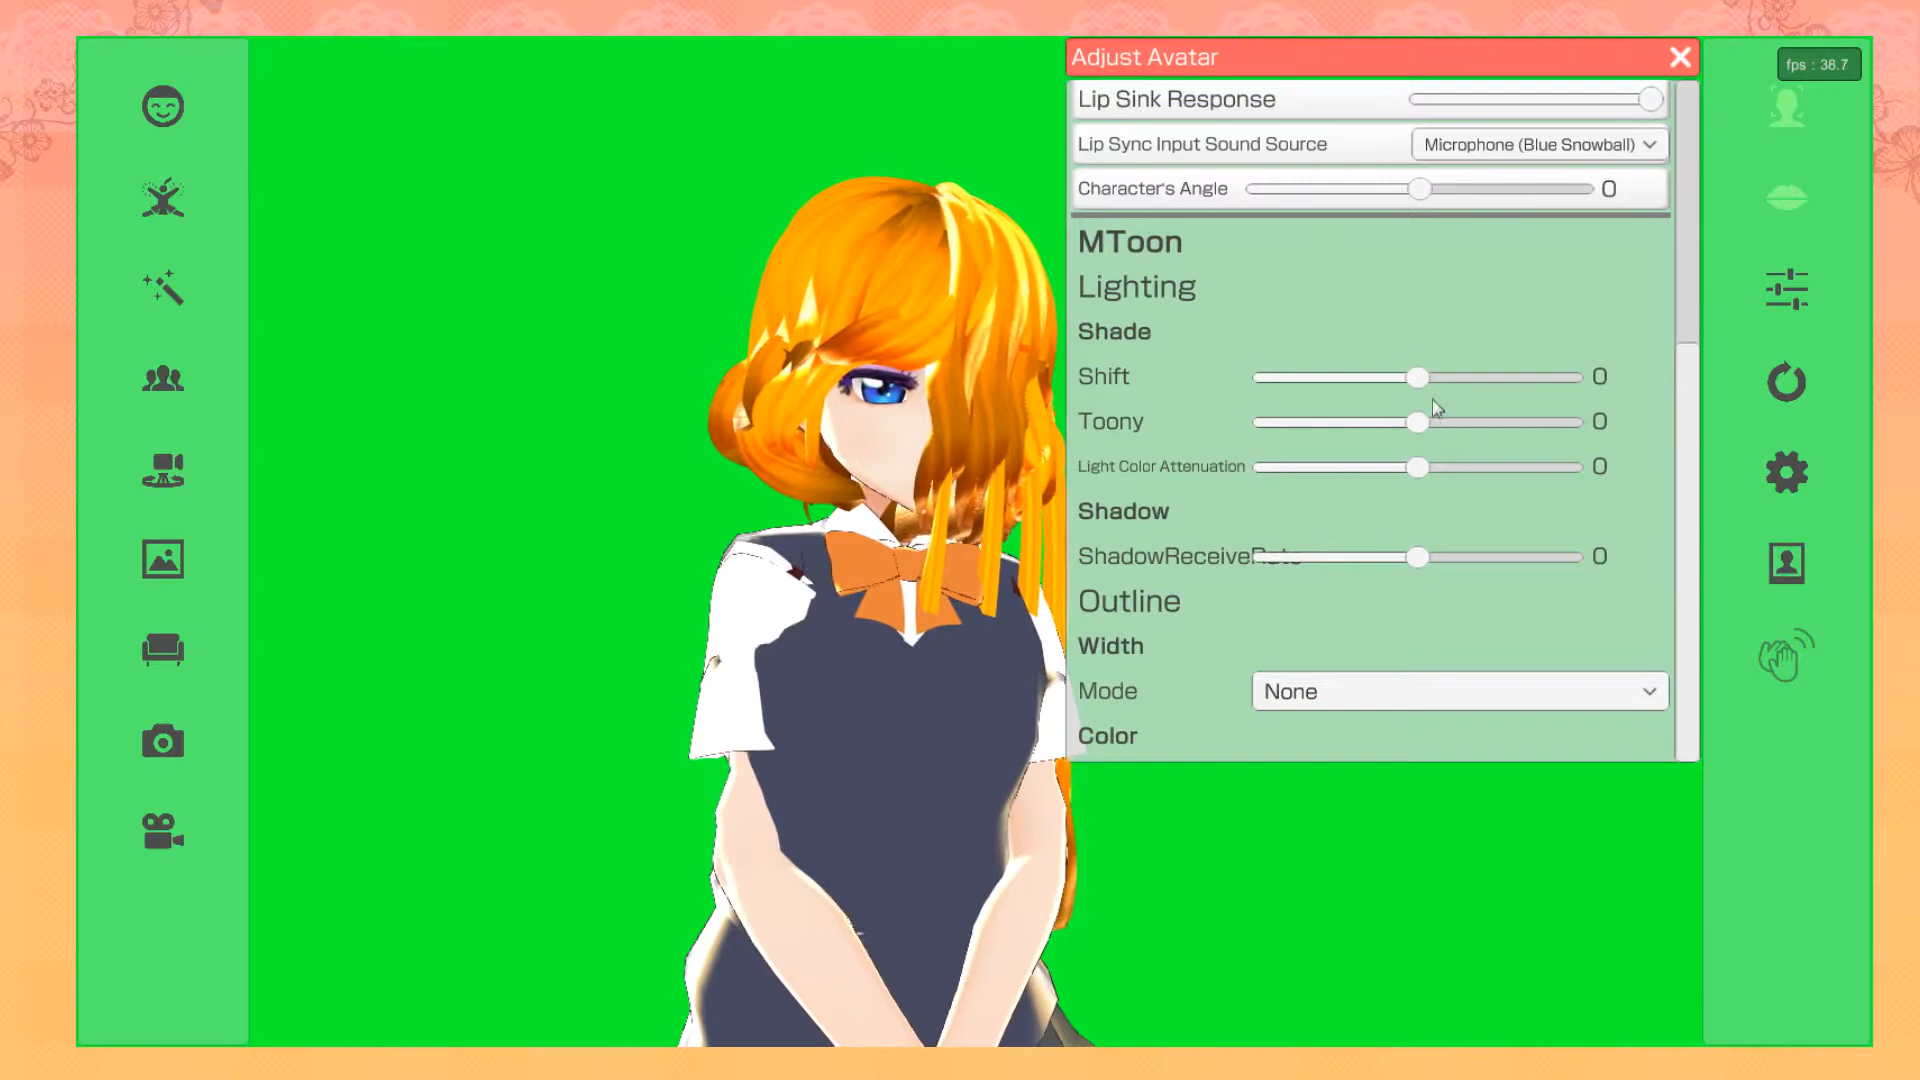 Adjust Avatar
fps : 38.7
Lip Sink Response
Lip Sync Input Sound Source Microphone (Blue Snowball)
Character's Angle 0
MToon
Lighting
Shade
Shift 0
Toony 0
Light Color Attenuation 0
Shadow
ShadowReceiveRate 0
Outline
Width
Mode None
Color